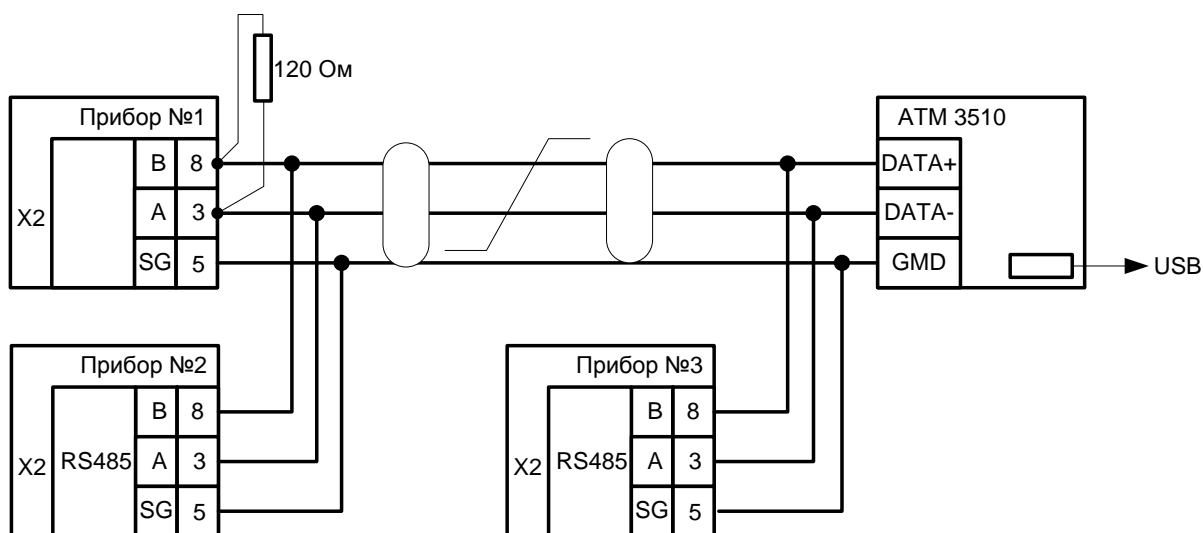 120 Ом
Прибор №1
X2
B 8
A 3
SG 5
ATM 3510
DATA+
DATA-
GMD
USB
Прибор №2
X2
RS485
B 8
A 3
SG 5
Прибор №3
X2
RS485
B 8
A 3
SG 5